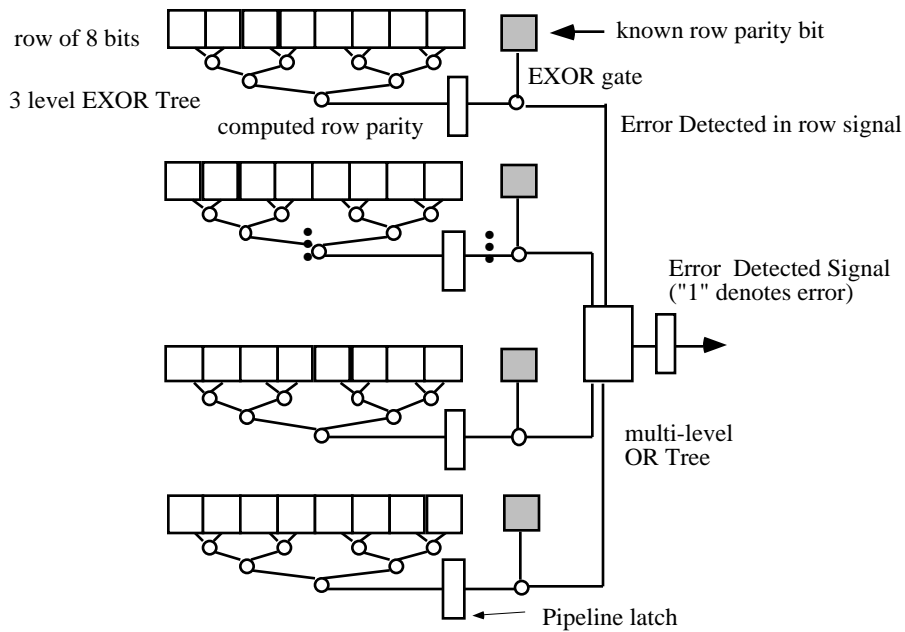 row of 8 bits
known row parity bit
EXOR gate
3 level EXOR Tree
computed row parity
Error Detected in row signal
Error Detected Signal
("1" denotes error)
multi-level
OR Tree
Pipeline latch